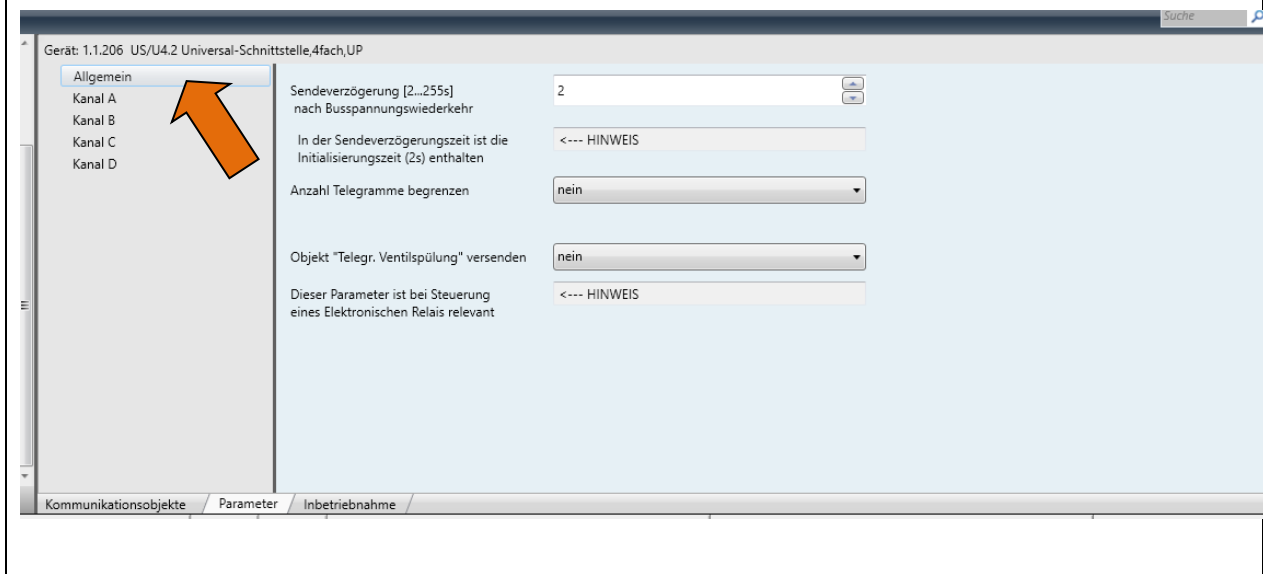 Suche
Gerät: 1.1.206 US/U4.2 Universal-Schnittstelle,4fach,UP
Allgemein
Kanal A
Kanal B
Kanal C
Kanal D
Sendeverzögerung [2...255s]
nach Busspannungswiederkehr
2
In der Sendeverzögerungszeit ist die
Initialisierungszeit (2s) enthalten
<--- HINWEIS
Anzahl Telegramme begrenzen
nein
Objekt "Telegr. Ventilspülung" versenden
nein
Dieser Parameter ist bei Steuerung
eines Elektronischen Relais relevant
<--- HINWEIS
Kommunikationsobjekte
Parameter
Inbetriebnahme